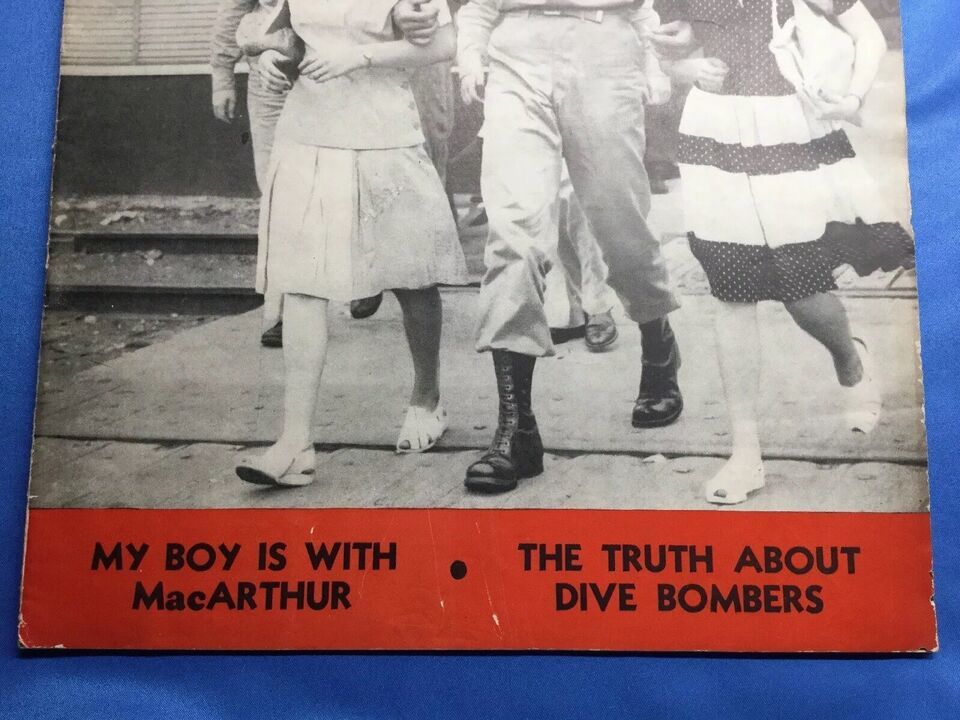 MY BOY IS WITH
MacARTHUR
•
THE TRUTH ABOUT
DIVE BOMBERS